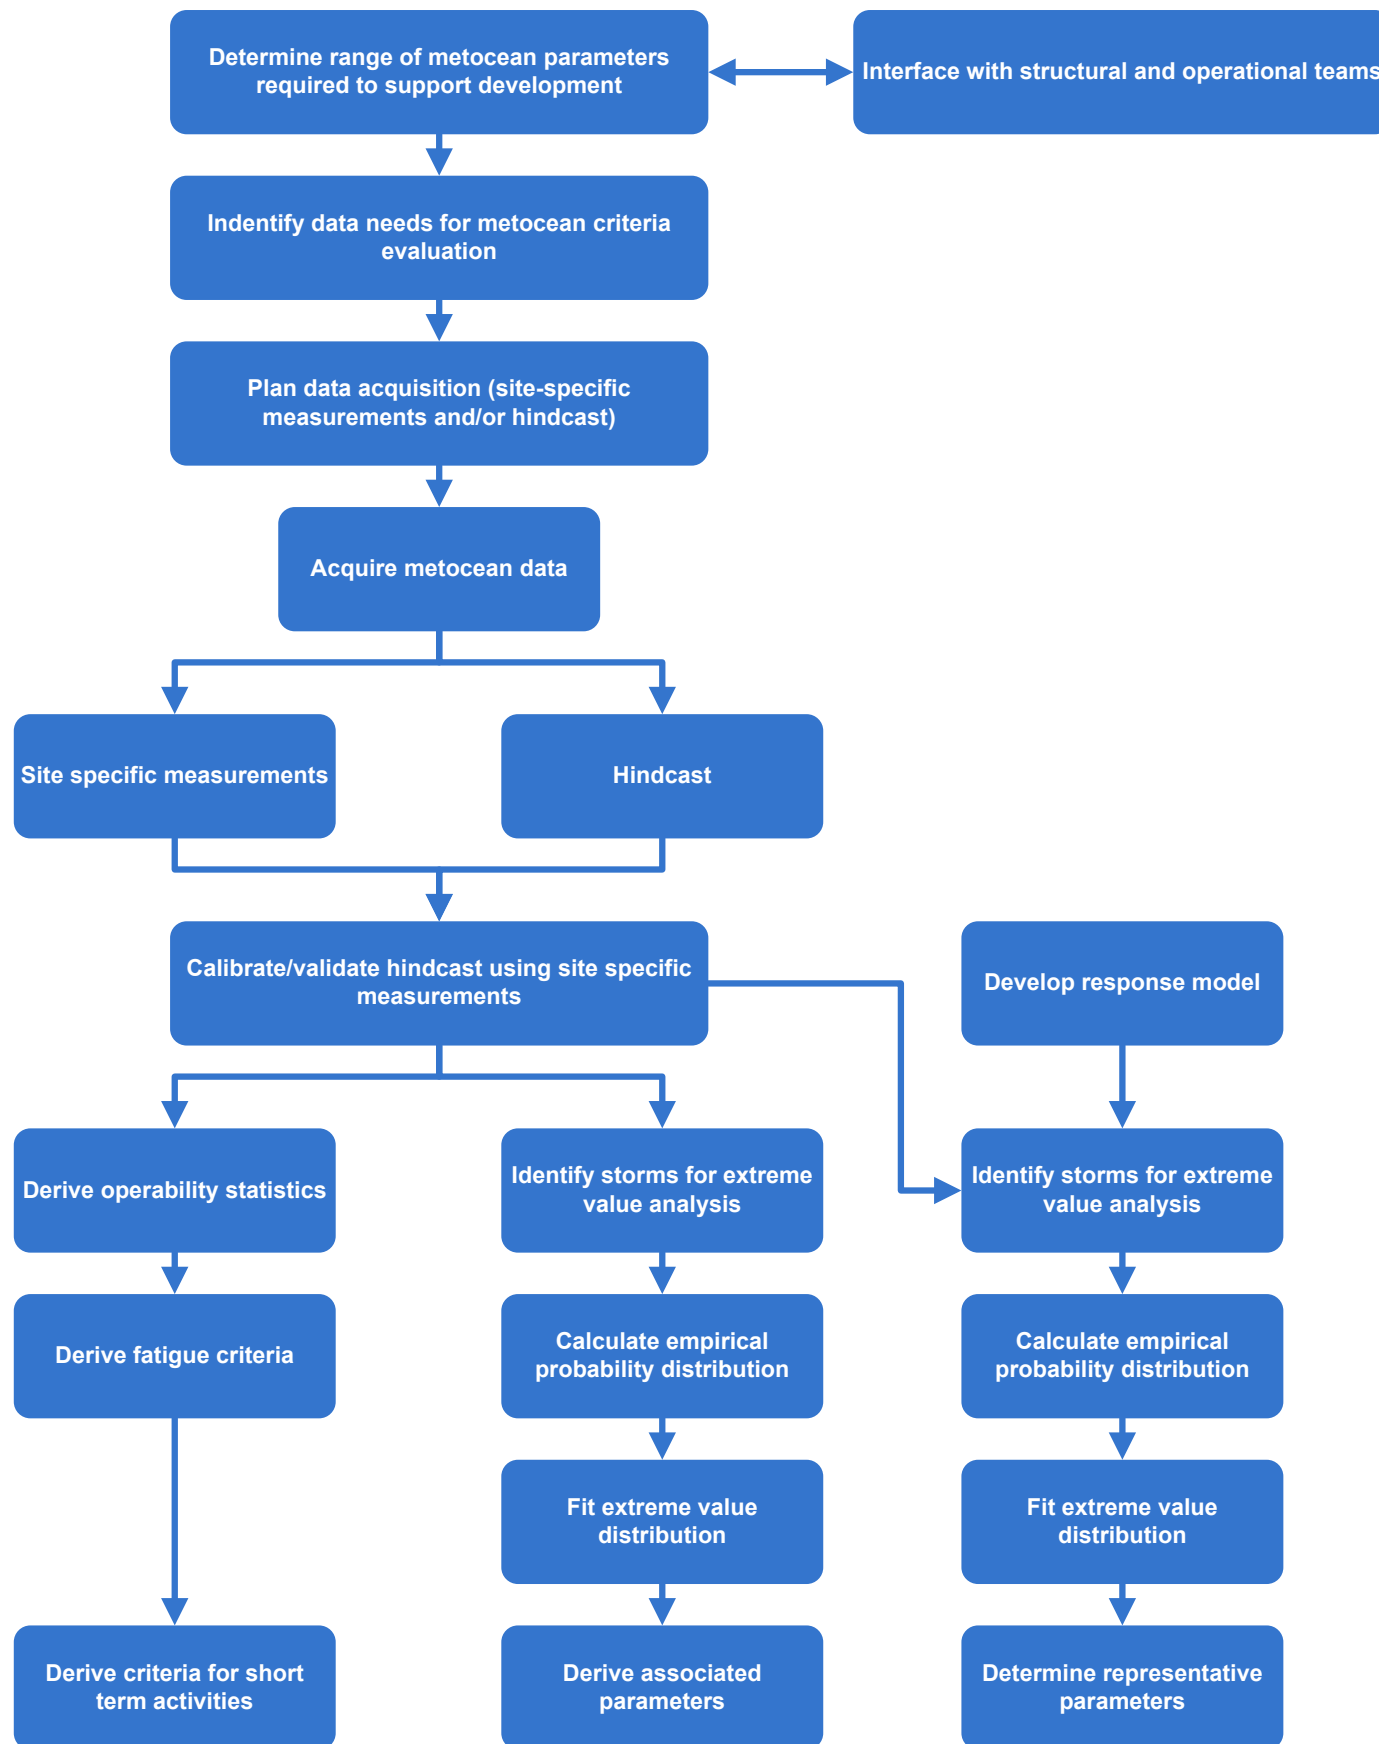 Determine range of metocean parameters
required to support development
Interface with structural and operational teams
Indentify data needs for metocean criteria
evaluation
Plan data acquisition (site-specific
measurements and/or hindcast)
Acquire metocean data
Site specific measurements
Hindcast
Calibrate/validate hindcast using site specific
measurements
Develop response model
Derive operability statistics
Identify storms for extreme
value analysis
Identify storms for extreme
value analysis
Derive fatigue criteria
Calculate empirical
probability distribution
Calculate empirical
probability distribution
Fit extreme value
distribution
Fit extreme value
distribution
Derive criteria for short
term activities
Derive associated
parameters
Determine representative
parameters